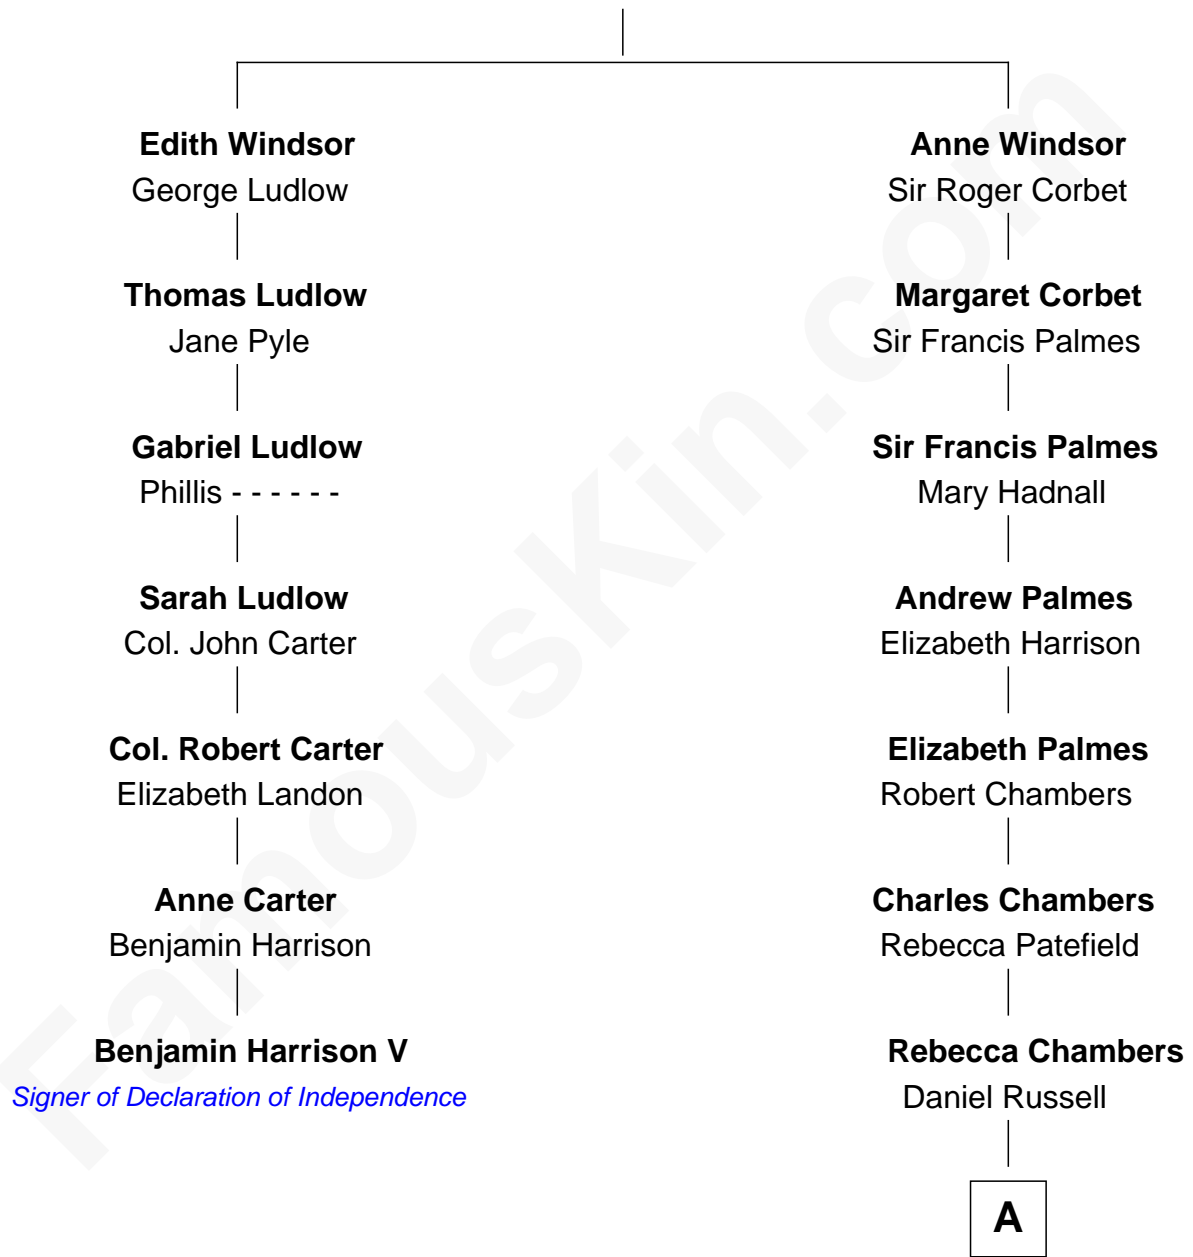 Edith Windsor
George Ludlow
Thomas Ludlow
Jane Pyle
Gabriel Ludlow
Phillis - - - - - -
Sarah Ludlow
Col. John Carter
Col. Robert Carter
Elizabeth Landon
Anne Carter
Benjamin Harrison
Benjamin Harrison V
Signer of Declaration of Independence
Anne Windsor
Sir Roger Corbet
Margaret Corbet
Sir Francis Palmes
Sir Francis Palmes
Mary Hadnall
Andrew Palmes
Elizabeth Harrison
Elizabeth Palmes
Robert Chambers
Charles Chambers
Rebecca Patefield
Rebecca Chambers
Daniel Russell
A
FamousKin.com